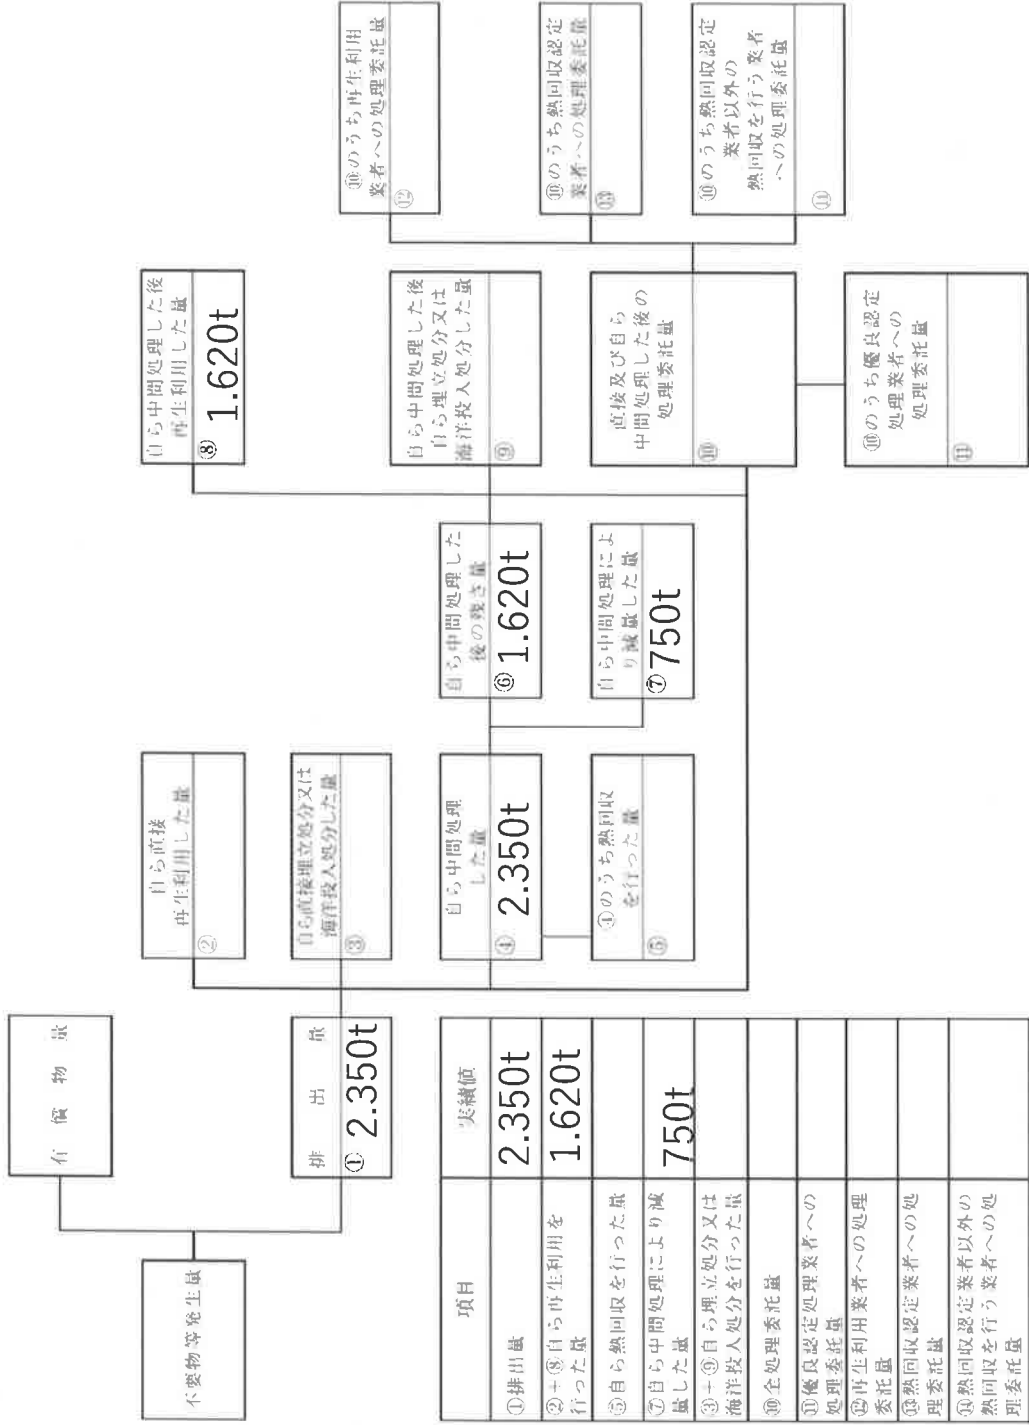 不要物等発生量
有償物量
排出量
① 2.350t
自ら直接
再生利用した量
②
自ら直接埋立処分又は
海洋投入処分した量
③
自ら中間処理
した量
④ 2.350t
④のうち熱回収
を行った量
⑤
自ら中間処理した
後の残さ量
⑥ 1.620t
自ら中間処理によ
り減量した量
⑦ 750t
自ら中間処理した後
再生利用した量
⑧ 1.620t
自ら中間処理した後
自ら埋立処分又は
海洋投入処分した量
⑨
直接及び自ら
中間処理した後の
処理委託量
⑩
⑩のうち優良認定
処理業者への
処理委託量
⑪
⑩のうち再生利用
業者への処理委託量
⑫
⑩のうち熱回収認定
業者への処理委託量
⑬
⑩のうち熱回収認定
業者以外の
熱回収を行う業者
への処理委託量
項目 実績値
①排出量 2.350t
②+⑧自ら再生利用を
行った量 1.620t
⑤自ら熱回収を行った量
⑦自ら中間処理により減
量した量 750t
③+⑨自ら埋立処分又は
海洋投入処分を行った量
⑩全処理委託量
⑪優良認定処理業者への
処理委託量
⑫再生利用業者への処理
委託量
⑬熱回収認定業者への処
理委託量
⑭熱回収認定業者以外の
熱回収を行う業者への処
理委託量